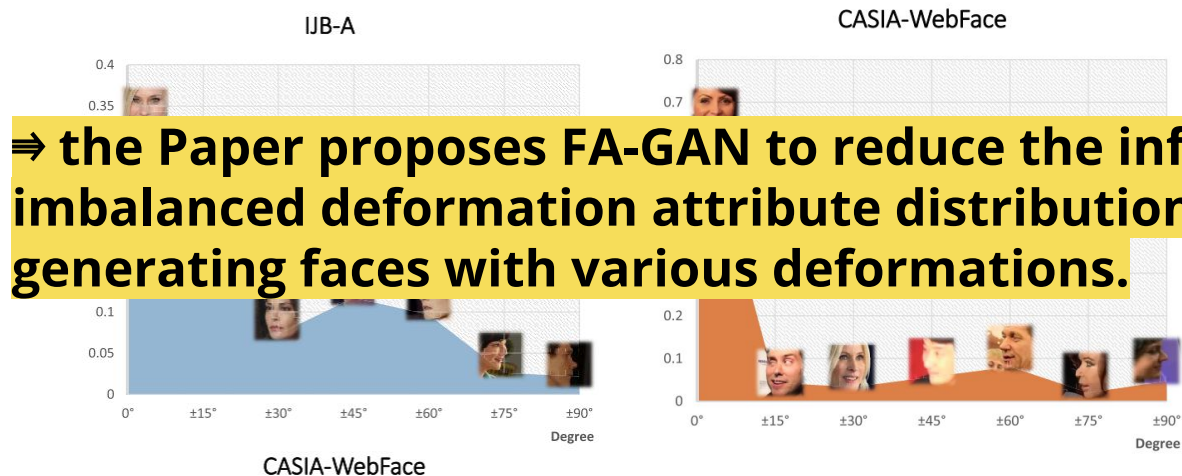 IJB-A
CASIA-WebFace
0.4
0.35
0.8
0.7
⇛ the Paper proposes FA-GAN to reduce the
imbalanced deformation attribute
generating faces with various deformations.
0.1
0.05
0
0.2
0.1
0
0° ±15° ±30° ±45° ±60° ±75° ±90°
Degree
0° ±15° ±30° ±45° ±60° ±75° ±90°
Degree
CASIA-WebFace